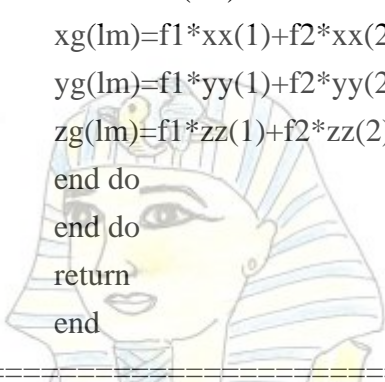 xg(lm)=f1*xx(1)+f2*xx(2
yg(lm)=f1*yy(1)+f2*yy(2
zg(lm)=f1*zz(1)+f2*zz(2)
end do
end do
return
end
================================